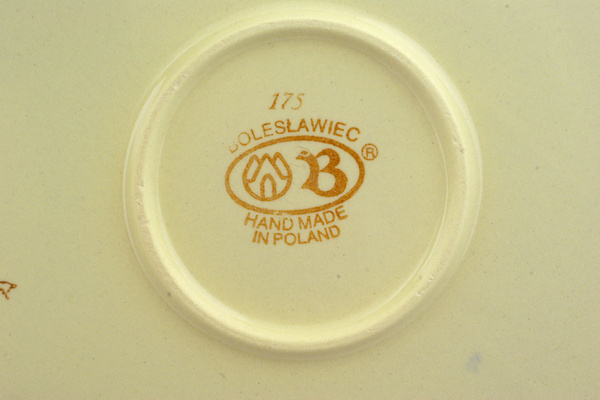 175
BOLESŁAWIEC
B ®
HAND MADE
IN POLAND